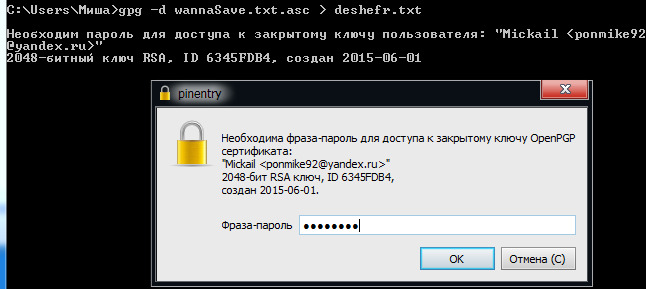 C:\Users\Миша>gpg -d wannaSave.txt.asc > deshefr.txt
Необходим пароль для доступа к закрытому ключу пользователя: "Mickail <ponmike92
@yandex.ru>"
2048-битный ключ RSA, ID 6345FDB4, создан 2015-06-01
pinentry
Необходима фраза-пароль для доступа к закрытому ключу OpenPGP
сертификата:
"Mickail <ponmike92@yandex.ru>"
2048-бит RSA ключ, ID 6345FDB4,
создан 2015-06-01.
Фраза-пароль ●●●●●●●●
OK Отмена (C)